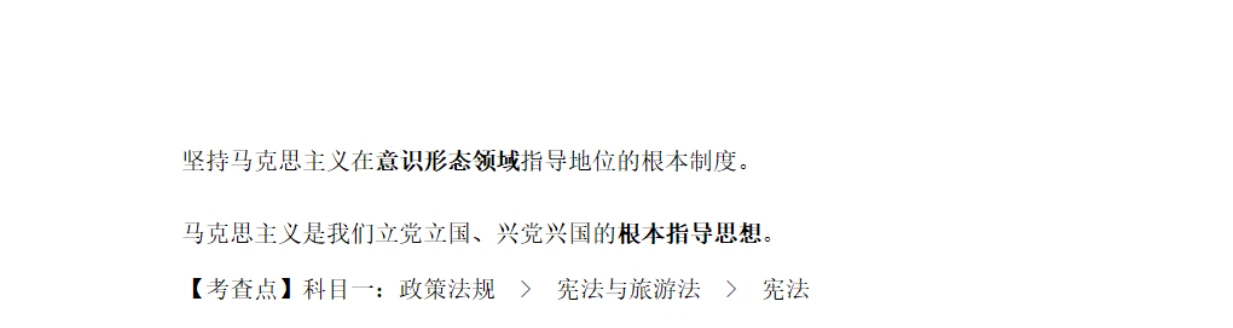 坚持马克思主义在意识形态领域指导地位的根本制度。
马克思主义是我们立党立国、兴党兴国的根本指导思想。
【考查点】科目一：政策法规 > 宪法与旅游法 > 宪法